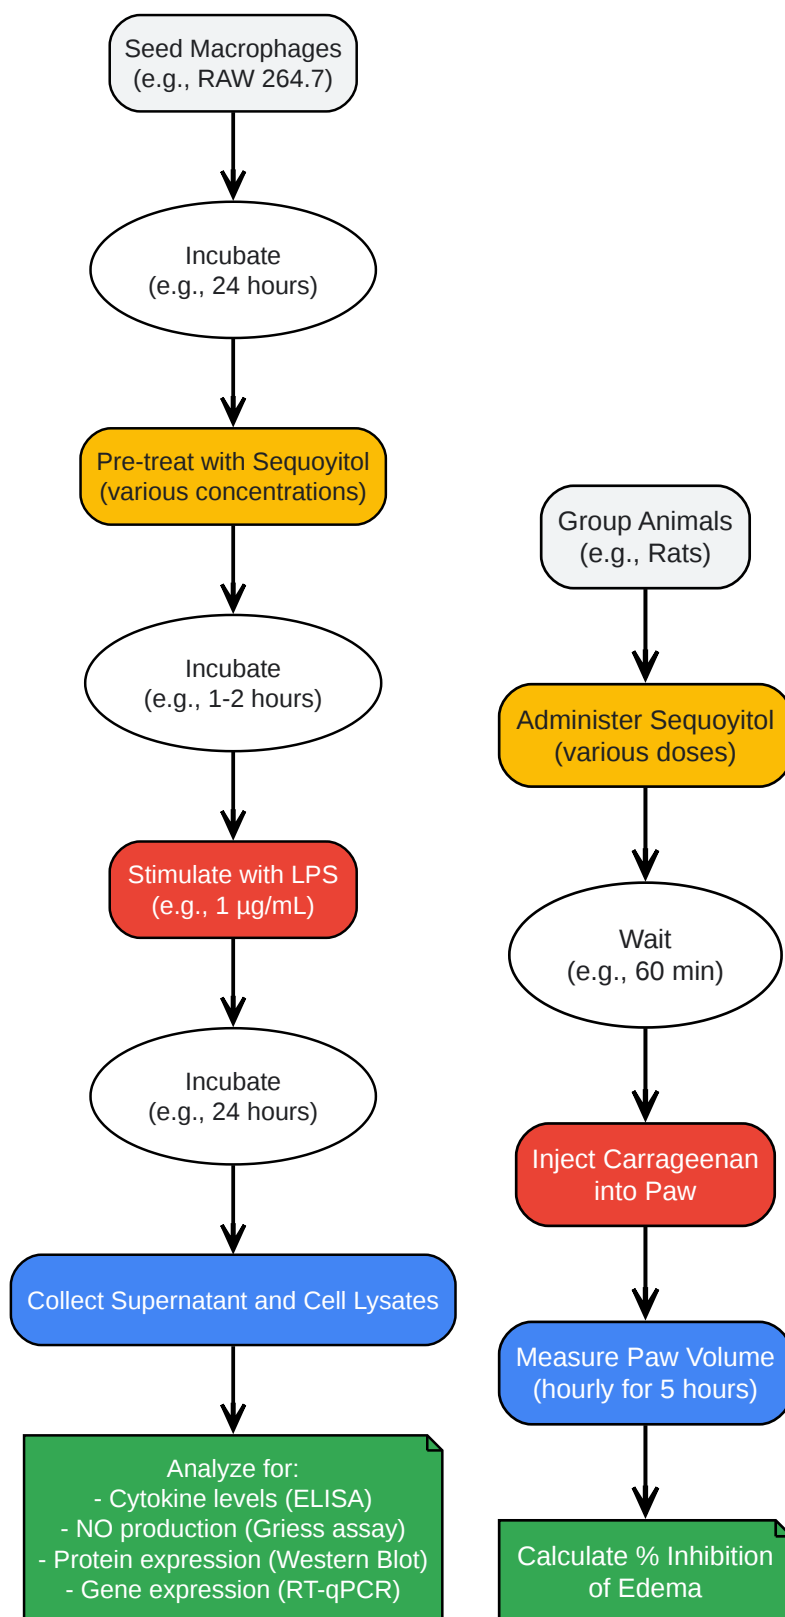 Seed Macrophages
(e.g., RAW 264.7)
Incubate
(e.g., 24 hours)
Pre-treat with Sequoyitol
(various concentrations)
Incubate
(e.g., 1-2 hours)
Stimulate with LPS
(e.g., 1 µg/mL)
Incubate
(e.g., 24 hours)
Collect Supernatant and Cell Lysates
Analyze for:
- Cytokine levels (ELISA)
- NO production (Griess assay)
- Protein expression (Western Blot)
- Gene expression (RT-qPCR)
Group Animals
(e.g., Rats)
Administer Sequoyitol
(various doses)
Wait
(e.g., 60 min)
Inject Carrageenan
into Paw
Measure Paw Volume
(hourly for 5 hours)
Calculate % Inhibition
of Edema